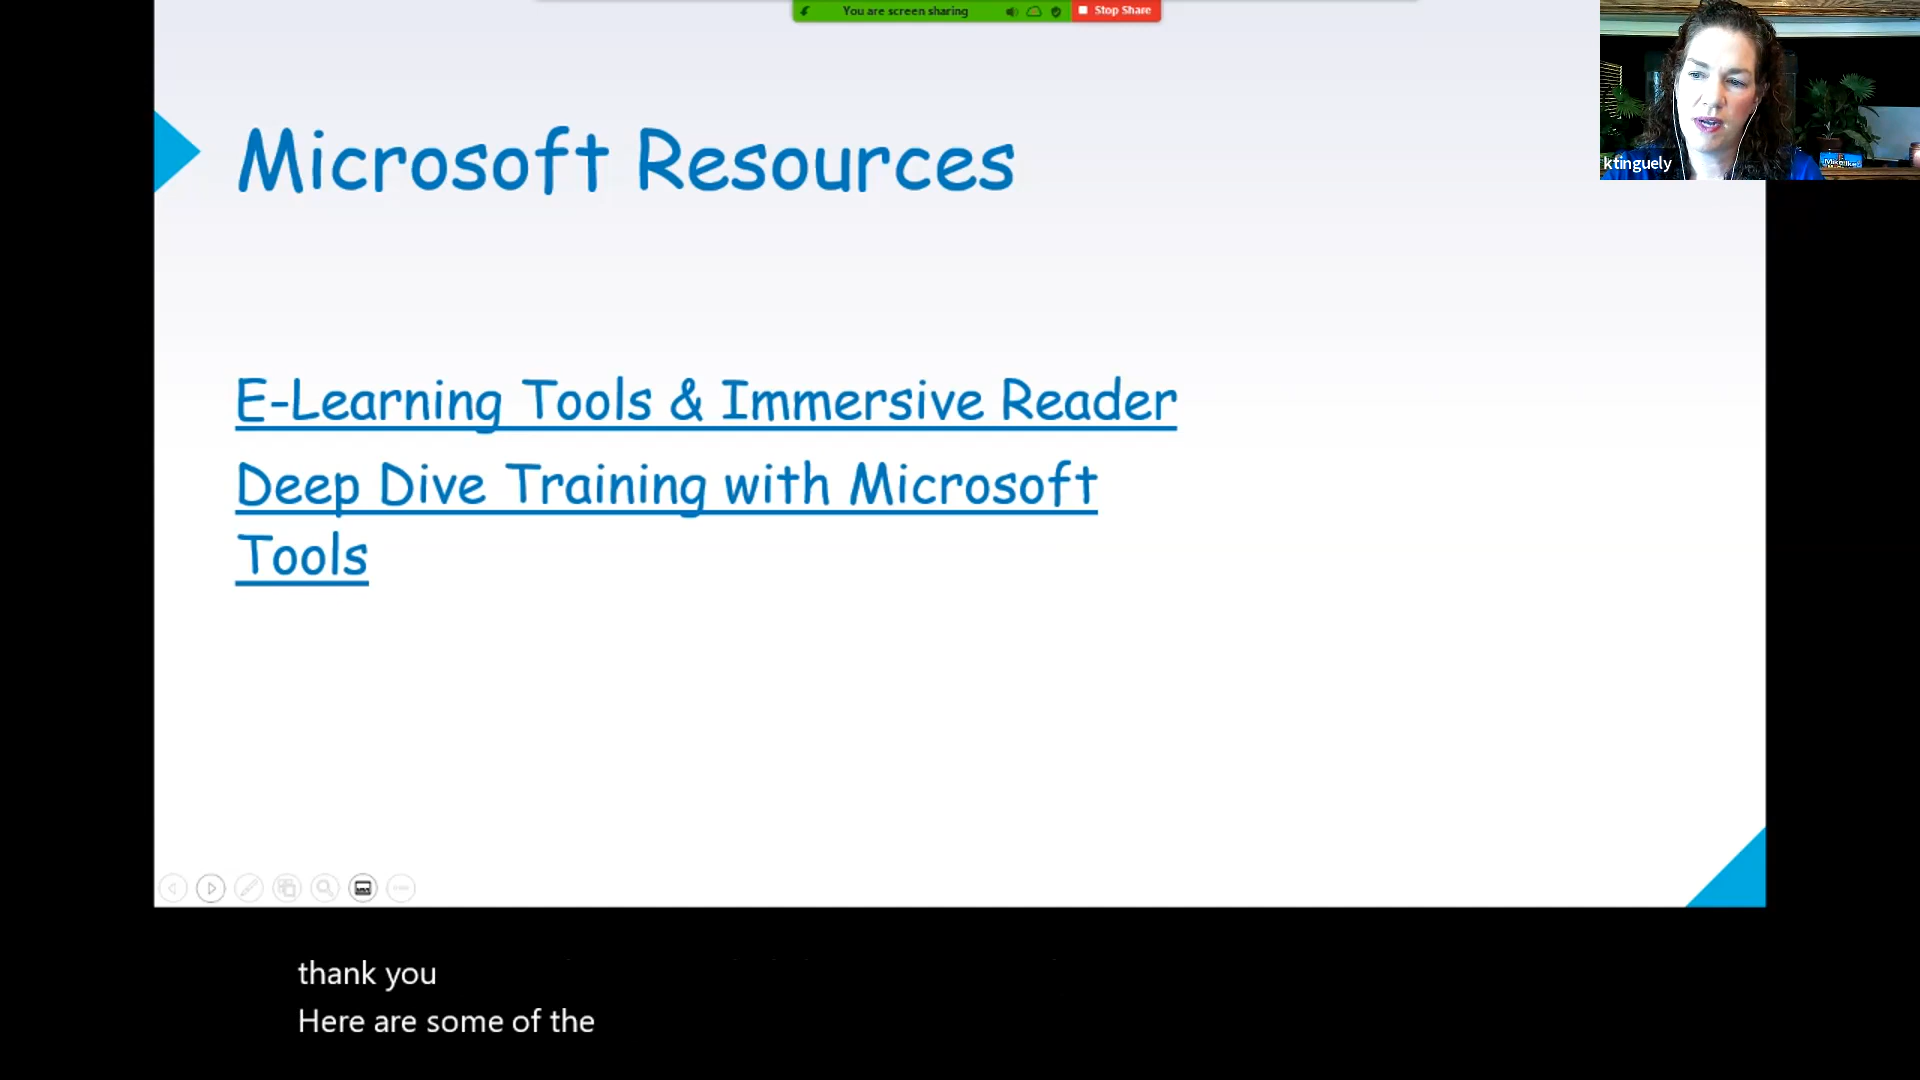 You are screen sharing
Stop Share
ktinguely
Microsoft Resources
E-Learning Tools & Immersive Reader
Deep Dive Training with Microsoft
Tools
thank you
Here are some of the